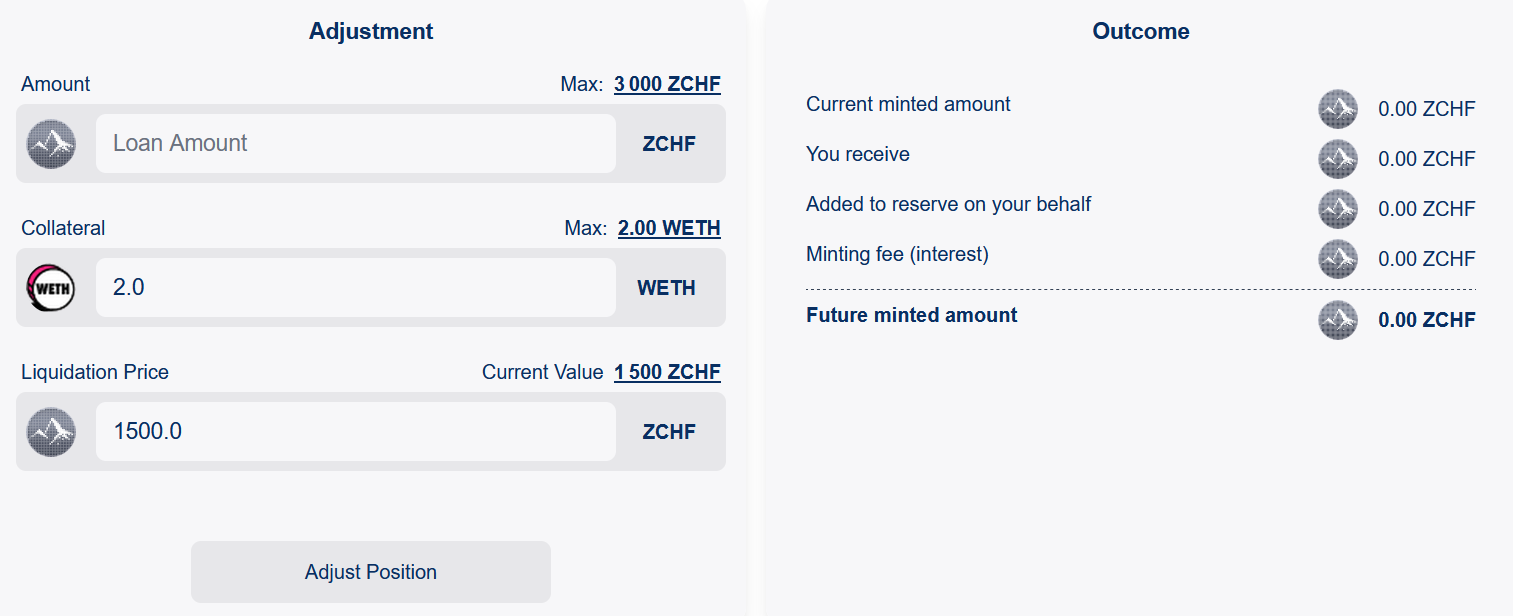 Adjustment
Amount Max: 3 000 ZCHF
Loan Amount ZCHF
Collateral Max: 2.00 WETH
WETH 2.0 WETH
Liquidation Price Current Value 1 500 ZCHF
1500.0 ZCHF
Adjust Position
Outcome
Current minted amount 0.00 ZCHF
You receive 0.00 ZCHF
Added to reserve on your behalf 0.00 ZCHF
Minting fee (interest) 0.00 ZCHF
Future minted amount 0.00 ZCHF